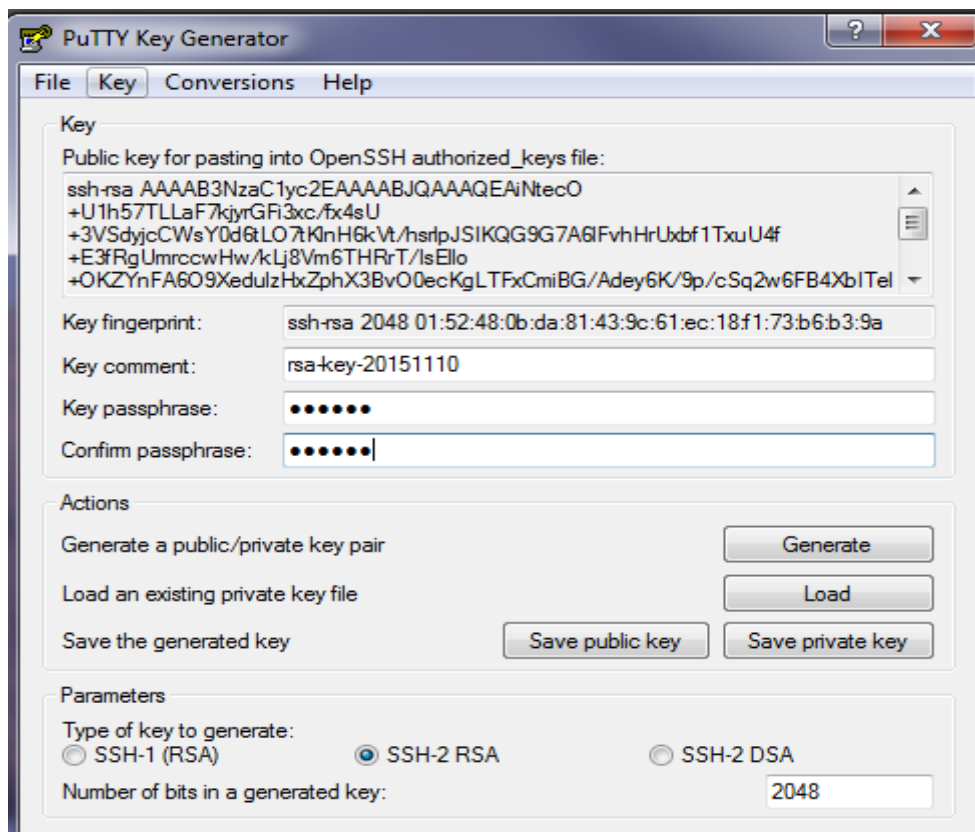 PuTTY Key Generator
File Key Conversions Help
Key
Public key for pasting into OpenSSH authorized_keys file:
ssh-rsa AAAAB3NzaC1yc2EAAAABJQAAAQEAiNtecO
+U1h57TLLaF7kjyrGFi3xc/fx4sU
+3VSdyjcCWsY0d6tLO7tKlnH6kVt/hsrlpJSIKQG9G7A6lFvhHrUxbf1TxuU4f
+E3fRgUmrccwHw/kLj8Vm6THRrT/IsEllo
+OKZYnFA6O9XedulzHxZphX3BvO0ecKgLTFxCmiBG/Adey6K/9p/cSq2w6FB4XbITeI
Key fingerprint: ssh-rsa 2048 01:52:48:0b:da:81:43:9c:61:ec:18:f1:73:b6:b3:9a
Key comment: rsa-key-20151110
Key passphrase: ●●●●●●
Confirm passphrase: ●●●●●●
Actions
Generate a public/private key pair Generate
Load an existing private key file Load
Save the generated key Save public key Save private key
Parameters
Type of key to generate:
SSH-1 (RSA) SSH-2 RSA SSH-2 DSA
Number of bits in a generated key: 2048